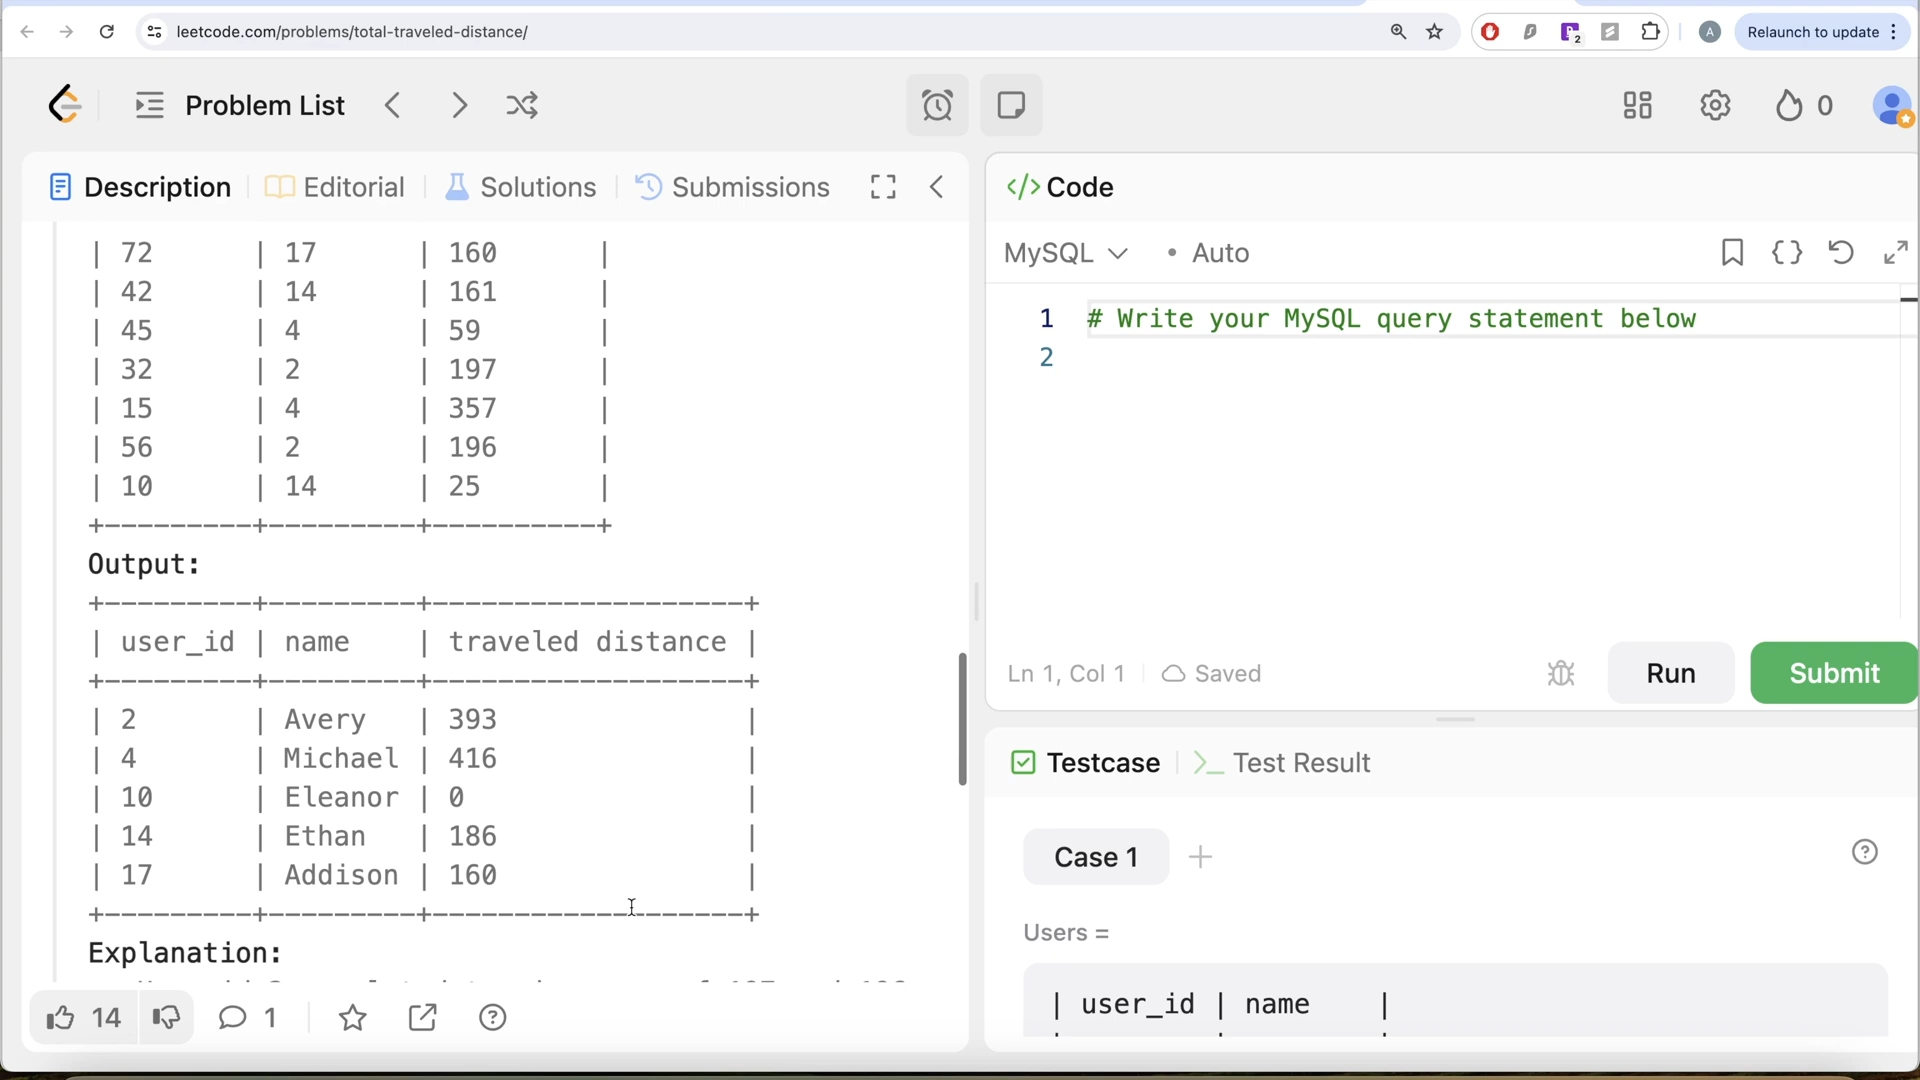 leetcode.com/problems/total-traveled-distance/
2
A
Relaunch to update
Problem List
0
Description
Editorial
Solutions
Submissions
| 72 | 17 | 160 |
| 42 | 14 | 161 |
| 45 | 4 | 59 |
| 32 | 2 | 197 |
| 15 | 4 | 357 |
| 56 | 2 | 196 |
| 10 | 14 | 25 |
+---------+---------+----------+
Output:
+---------+---------+-------------------+
| user_id | name | traveled distance |
+---------+---------+-------------------+
| 2 | Avery | 393 |
| 4 | Michael | 416 |
| 10 | Eleanor | 0 |
| 14 | Ethan | 186 |
| 17 | Addison | 160 |
+---------+---------+-------------------+
Explanation:
14
1
</> Code
MySQL
• Auto
1 # Write your MySQL query statement below
2
Ln 1, Col 1
Saved
Run
Submit
Testcase
>_ Test Result
Case 1
Users =
| user_id | name |